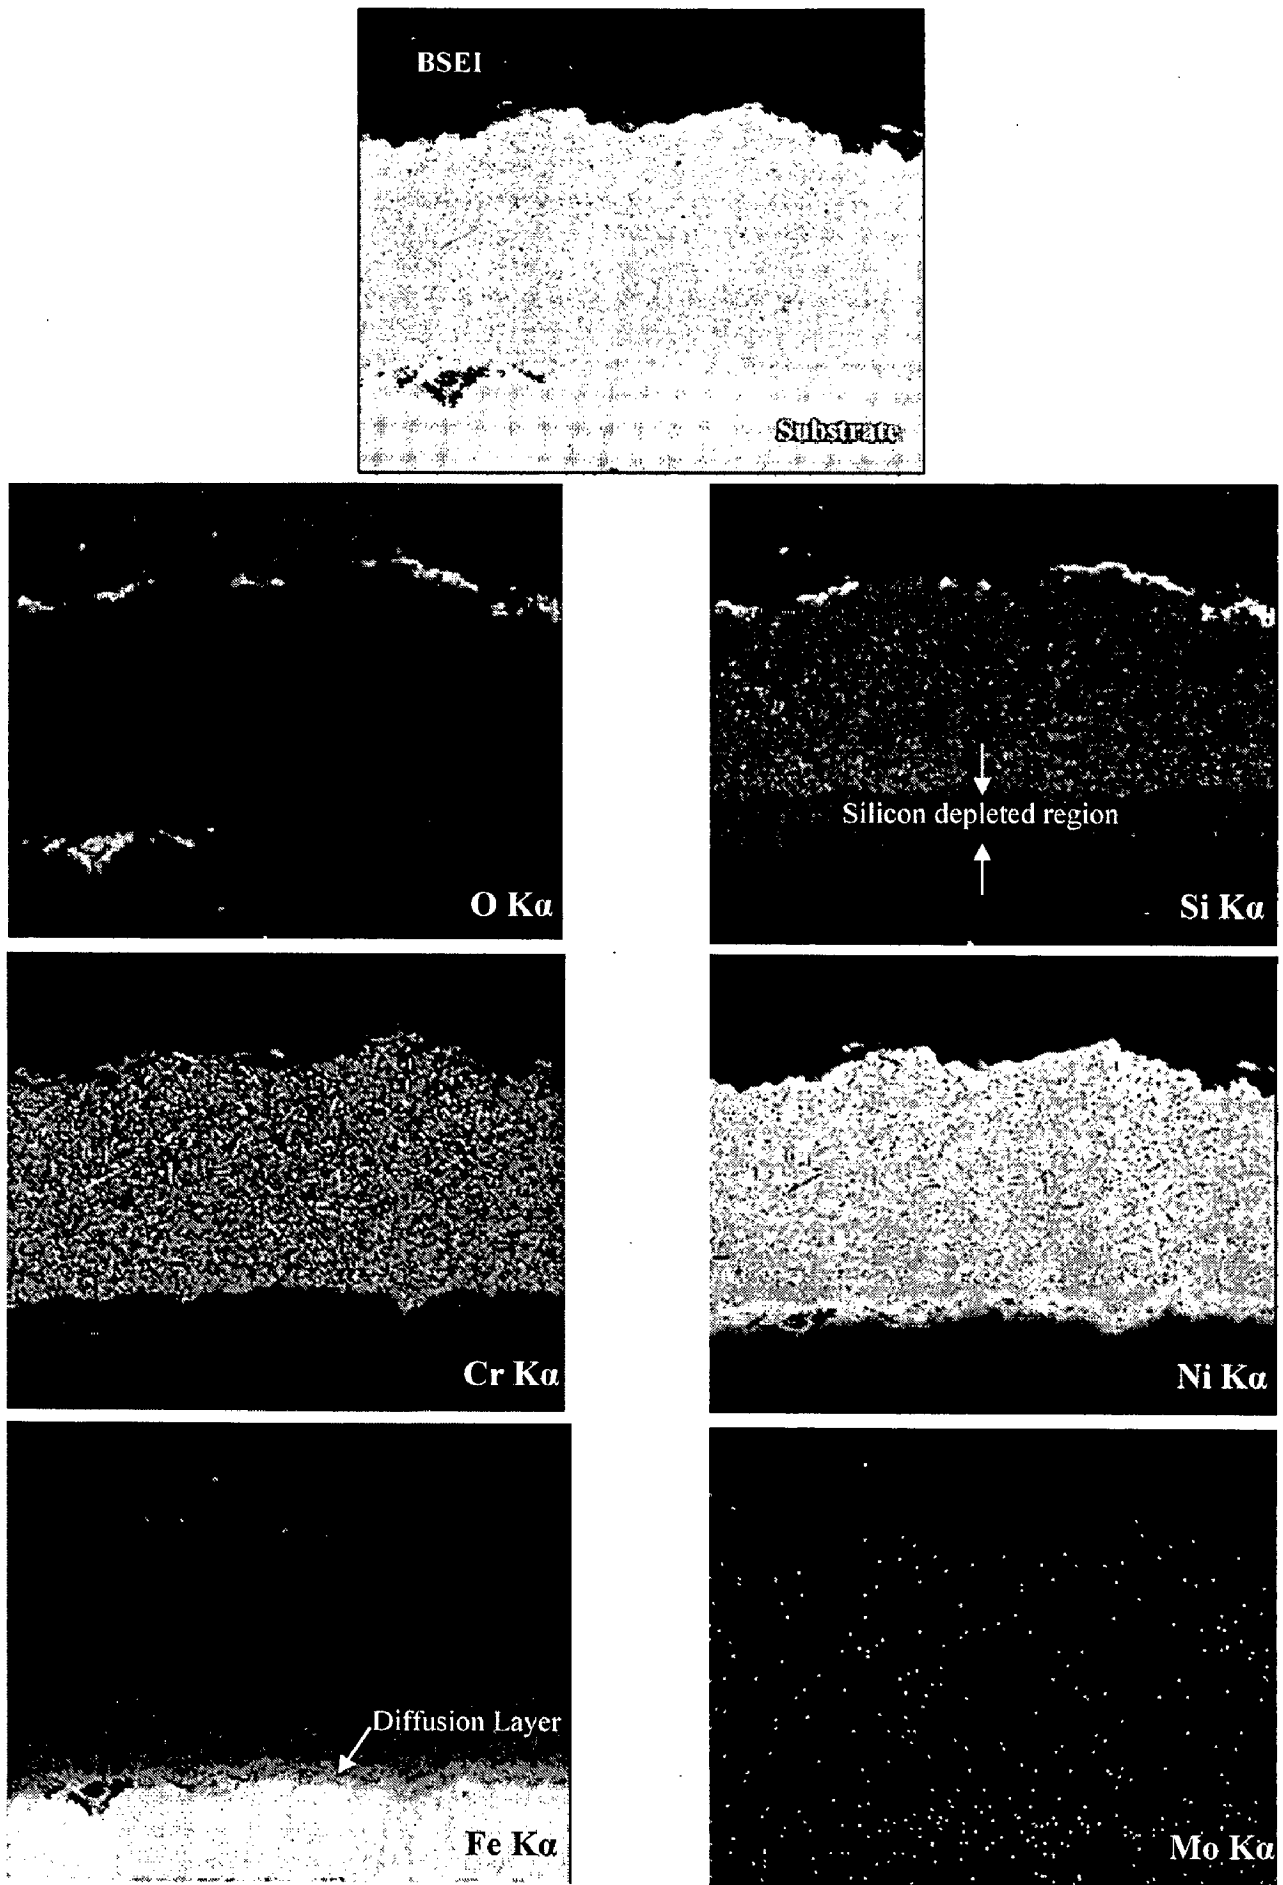 BSEI
Substrate
Silicon depleted region
O Kα
Si Kα
Cr Kα
Ni Kα
Diffusion Layer
Fe Kα
Mo Kα